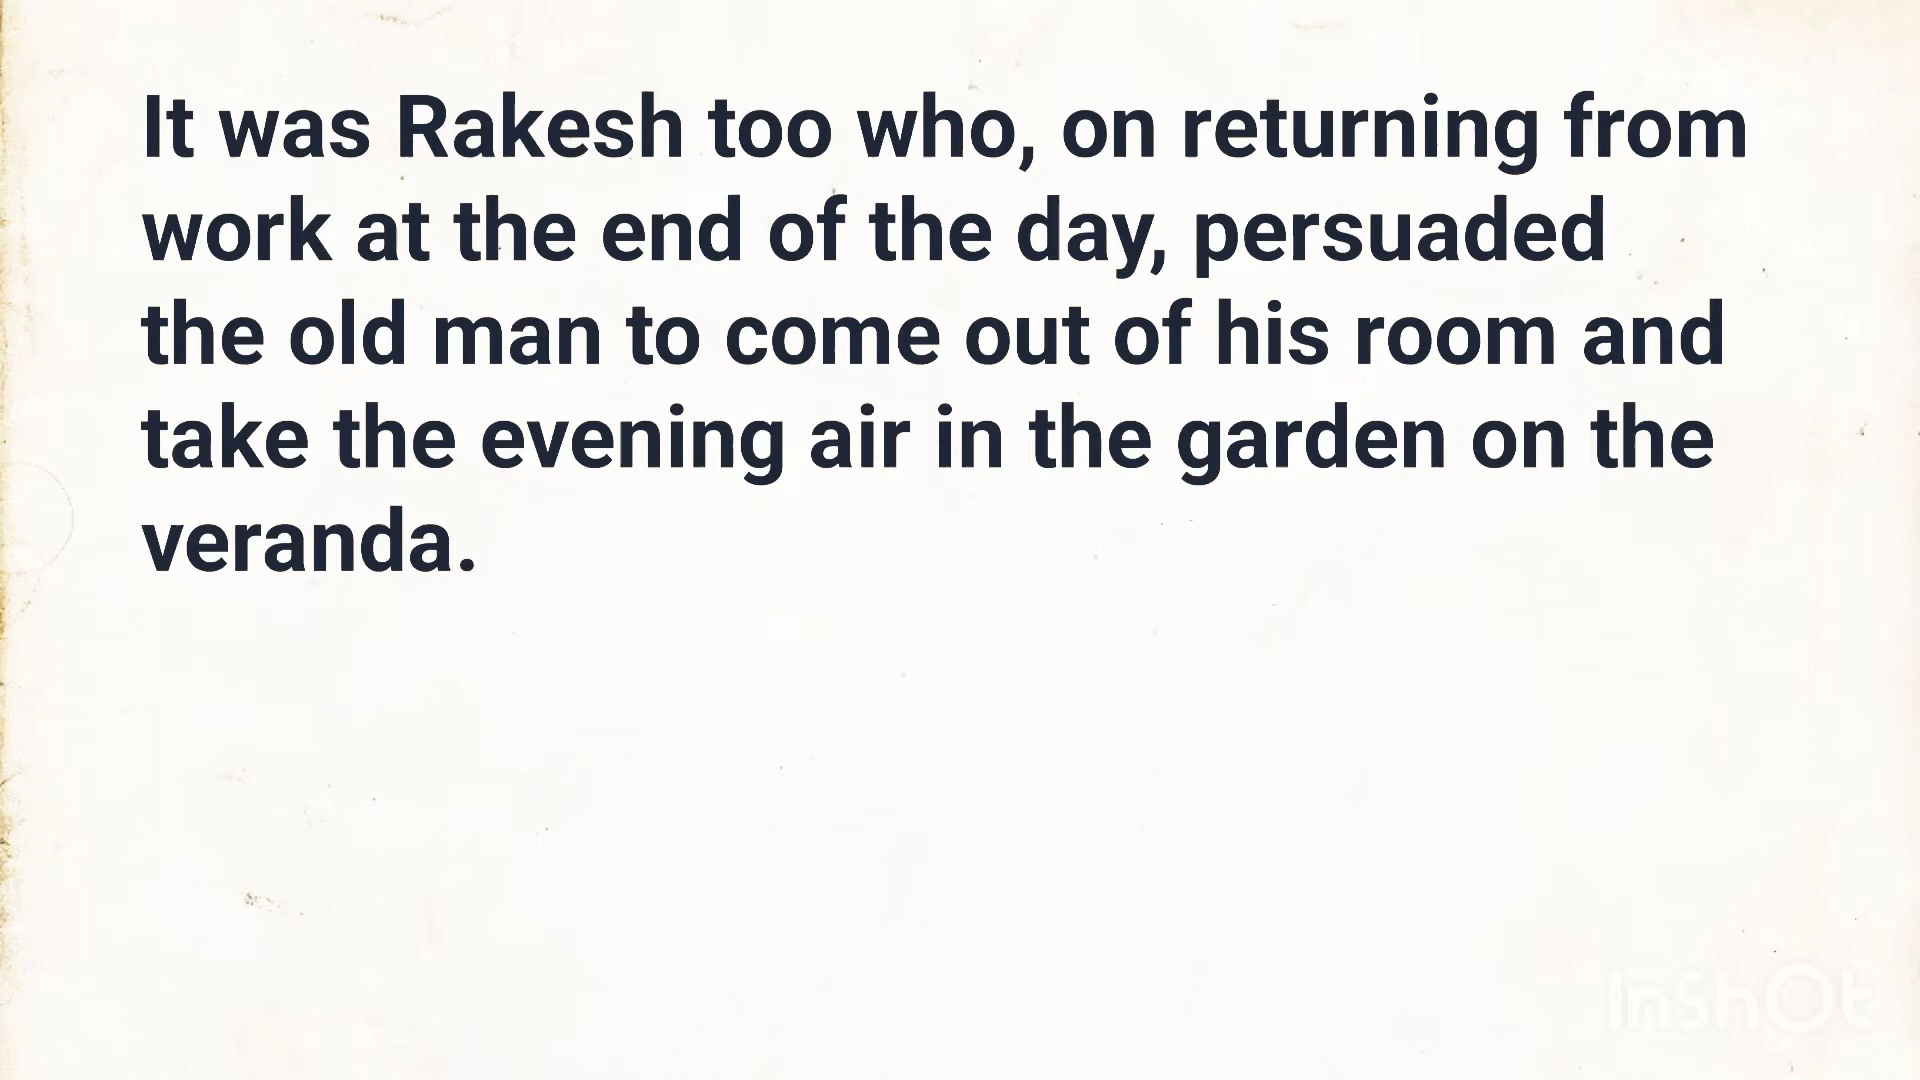 It was Rakesh too who, on returning from
work at the end of the day, persuaded
the old man to come out of his room and
take the evening air in the garden on the
veranda.
InShOt